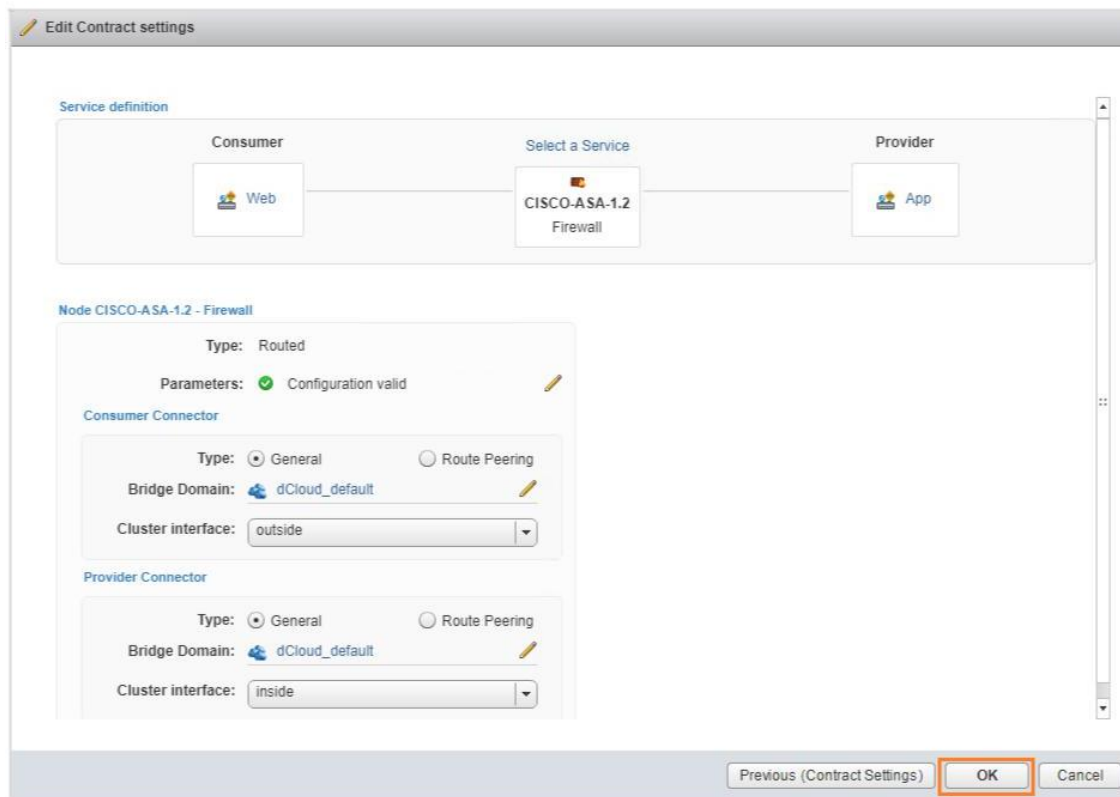 Edit Contract settings
Service definition
Consumer
Select a Service
Provider
Web
CISCO-ASA-1.2
Firewall
App
Node CISCO-ASA-1.2 - Firewall
Type: Routed
Parameters: Configuration valid
Consumer Connector
Type: General Route Peering
Bridge Domain: dCloud_default
Cluster interface: outside
Provider Connector
Type: General Route Peering
Bridge Domain: dCloud_default
Cluster interface: inside
Previous (Contract Settings) OK Cancel